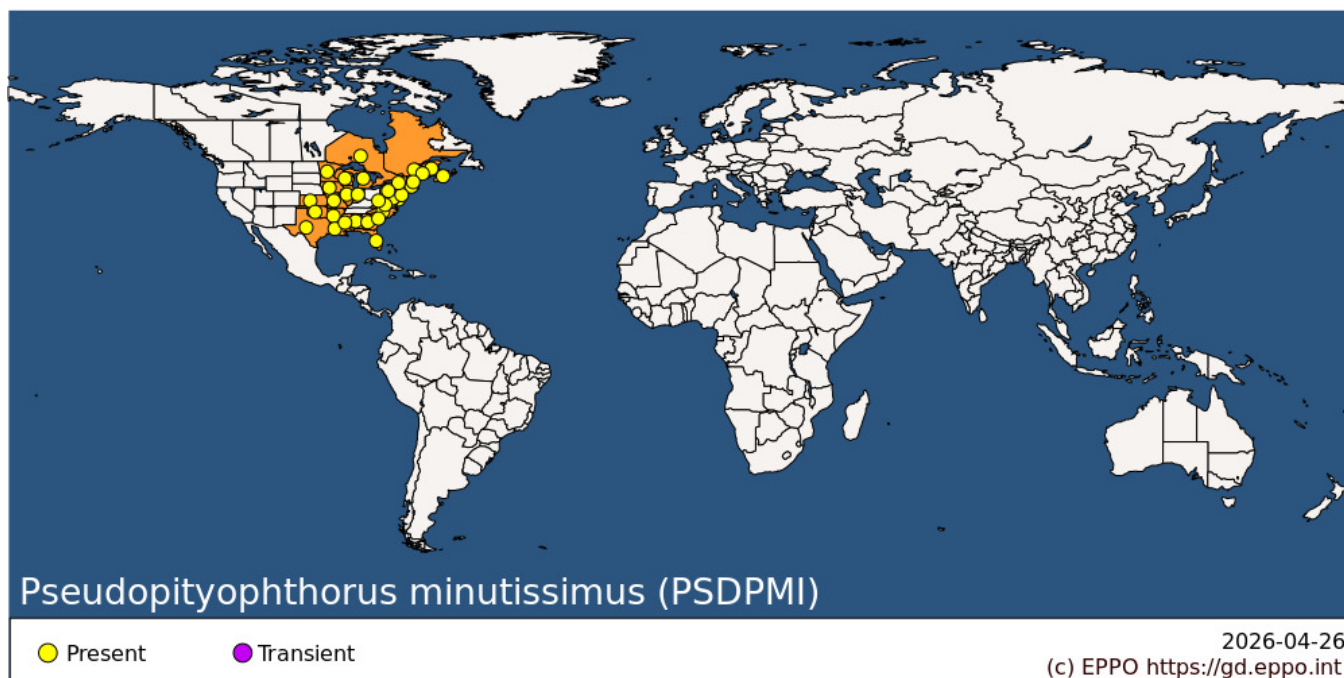 Pseudopityophthorus minutissimus (PSDPMI)
Present
Transient
2026-04-26
(c) EPPO https://gd.eppo.int